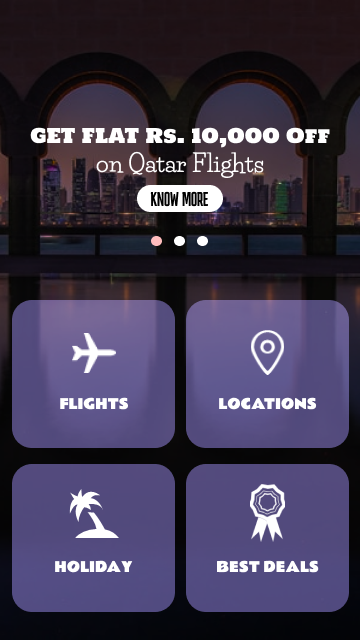 GET FLAT Rs. 10,000 OFF
on Qatar Flights
KNOW MORE
FLIGHTS
LOCATIONS
HOLIDAY
BEST DEALS